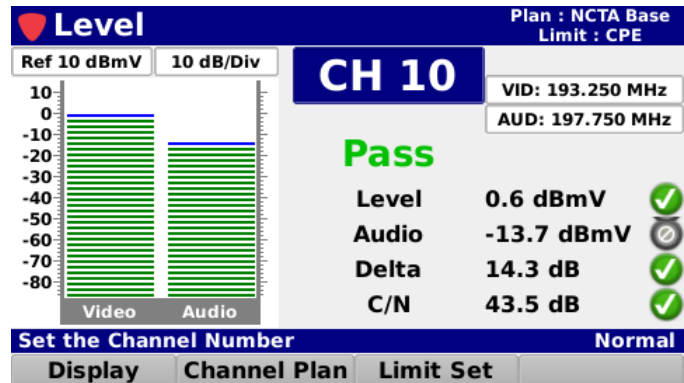 Level
Plan : NCTA Base
Limit : CPE
Ref 10 dBmV
10 dB/Div
CH 10
VID: 193.250 MHz
AUD: 197.750 MHz
10
0
-10
-20
-30
-40
-50
-60
-70
-80
Video
Audio
Pass
Level 0.6 dBmV
Audio -13.7 dBmV
Delta 14.3 dB
C/N 43.5 dB
Set the Channel Number
Normal
Display
Channel Plan
Limit Set